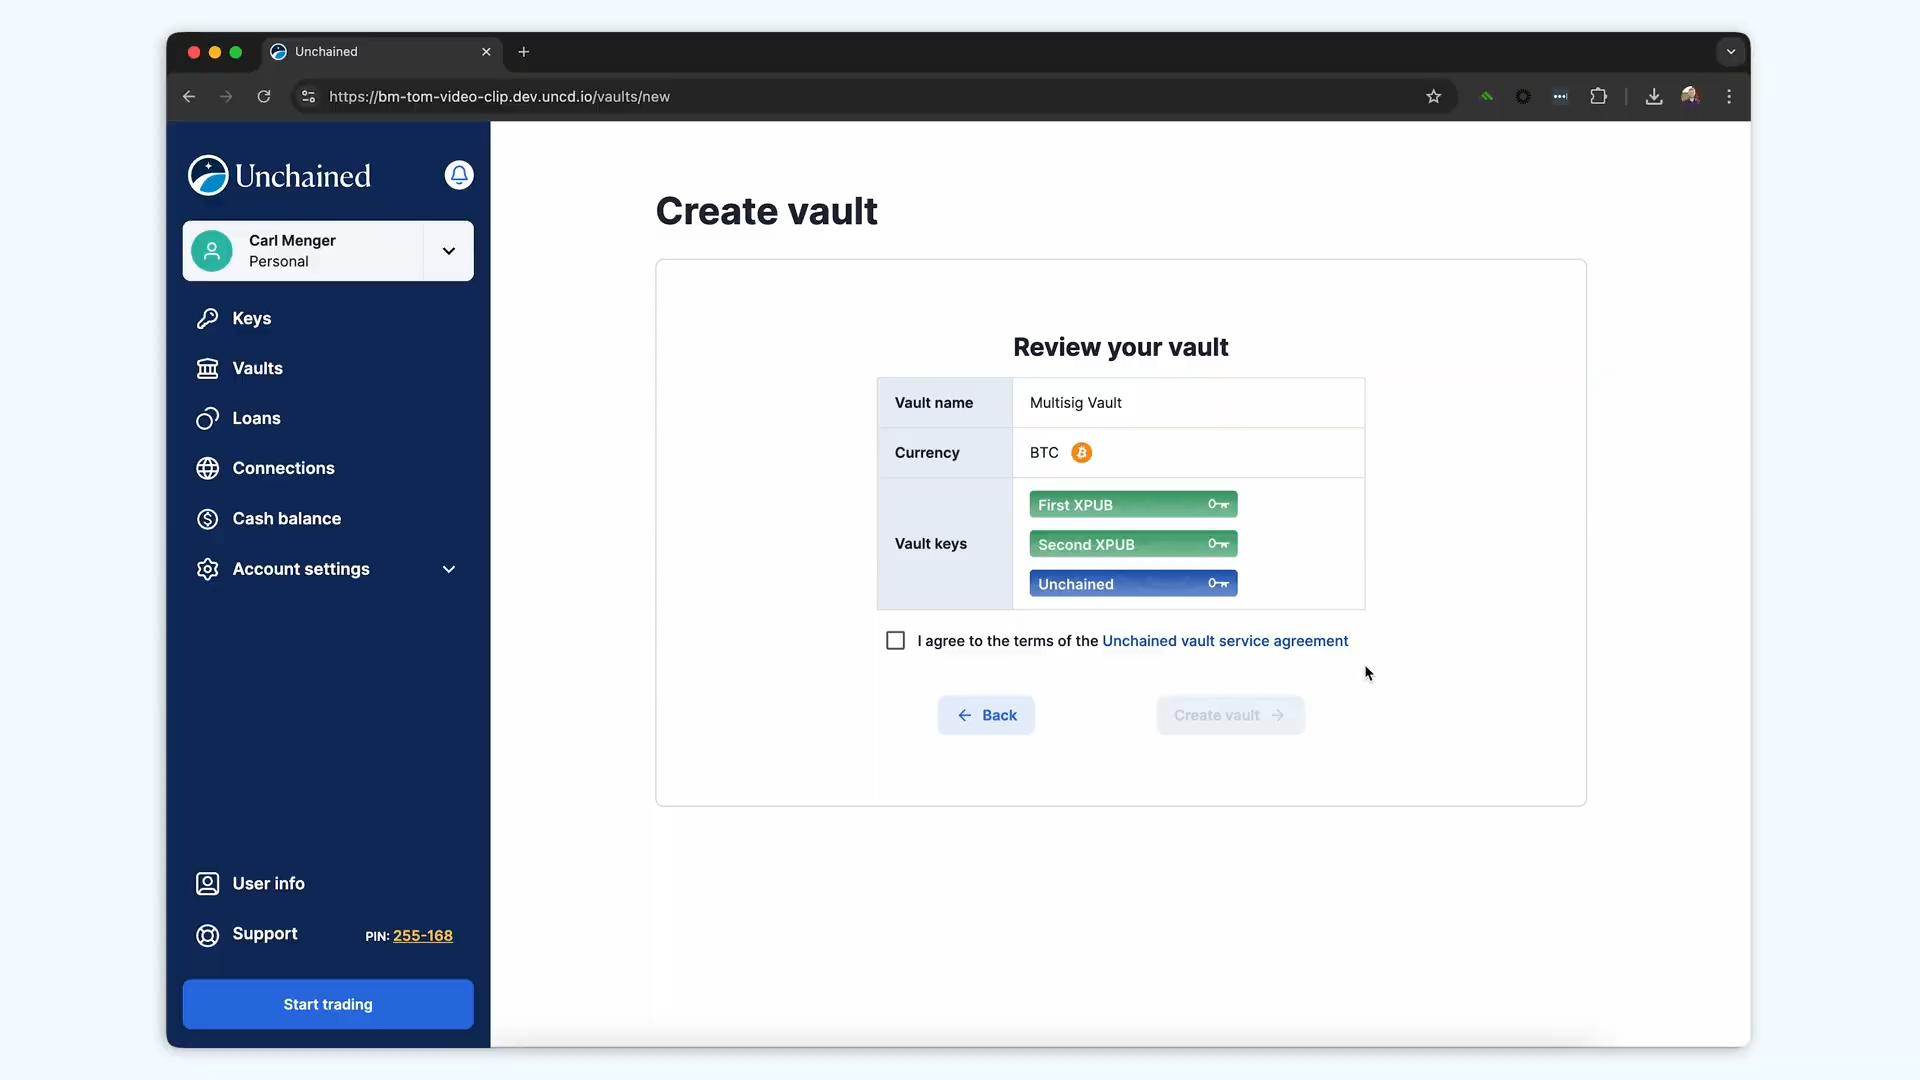 Unchained
https://bm-tom-video-clip.dev.uncd.io/vaults/new
Unchained
Carl Menger
Personal
Keys
Vaults
Loans
Connections
Cash balance
Account settings
User info
Support
PIN: 255-168
Start trading
Create vault
Review your vault
Vault name
Multisig Vault
Currency
BTC
Vault keys
First XPUB
Second XPUB
Unchained
I agree to the terms of the Unchained vault service agreement
Back
Create vault